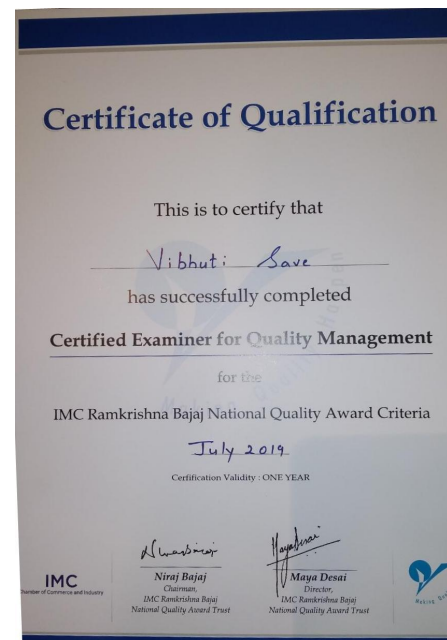 Certificate of Qualification
This is to certify that
Vibhuti Save
has successfully completed
Certified Examiner for Quality Management
for the
IMC Ramkrishna Bajaj National Quality Award Criteria
July 2019
Certification Validity : ONE YEAR
Niraj Bajaj
Chairman,
IMC Ramkrishna Bajaj
National Quality Award Trust
Maya Desai
Director,
IMC Ramkrishna Bajaj
National Quality Award Trust
IMC
Chamber of Commerce and Industry